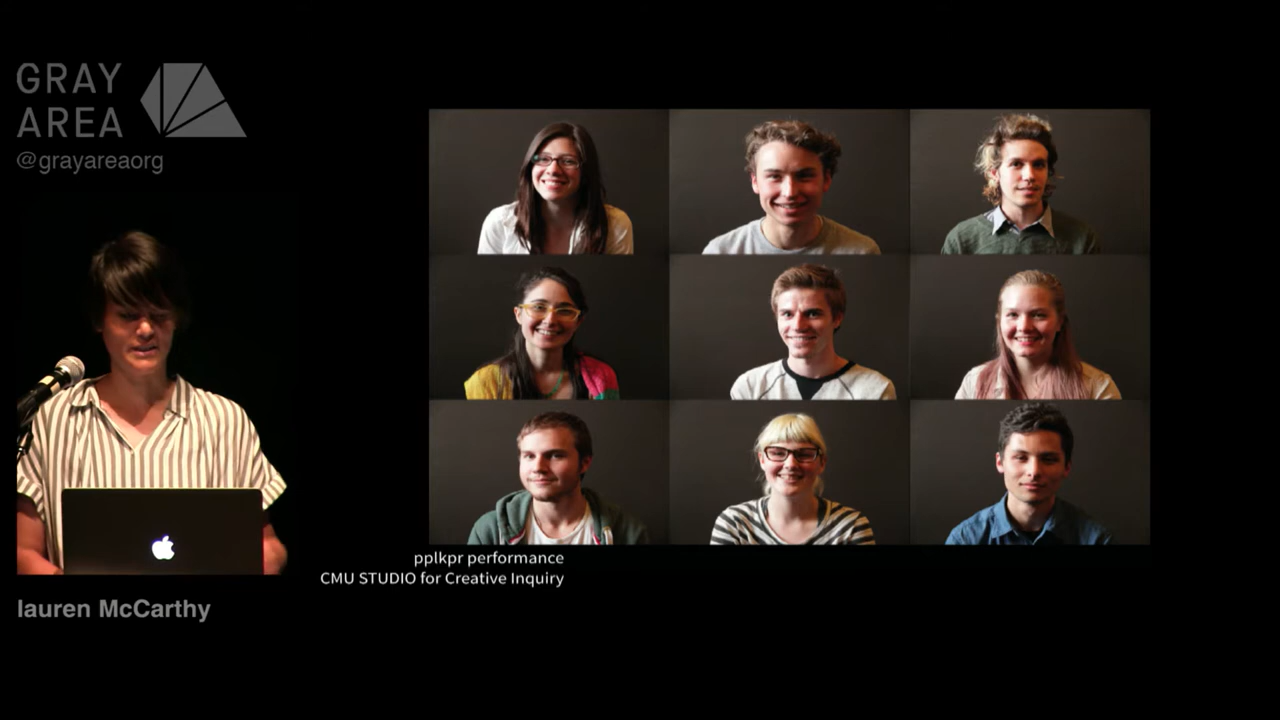 GRAY
AREA
@grayareaorg
lauren McCarthy
pplkpr performance
CMU STUDIO for Creative Inquiry